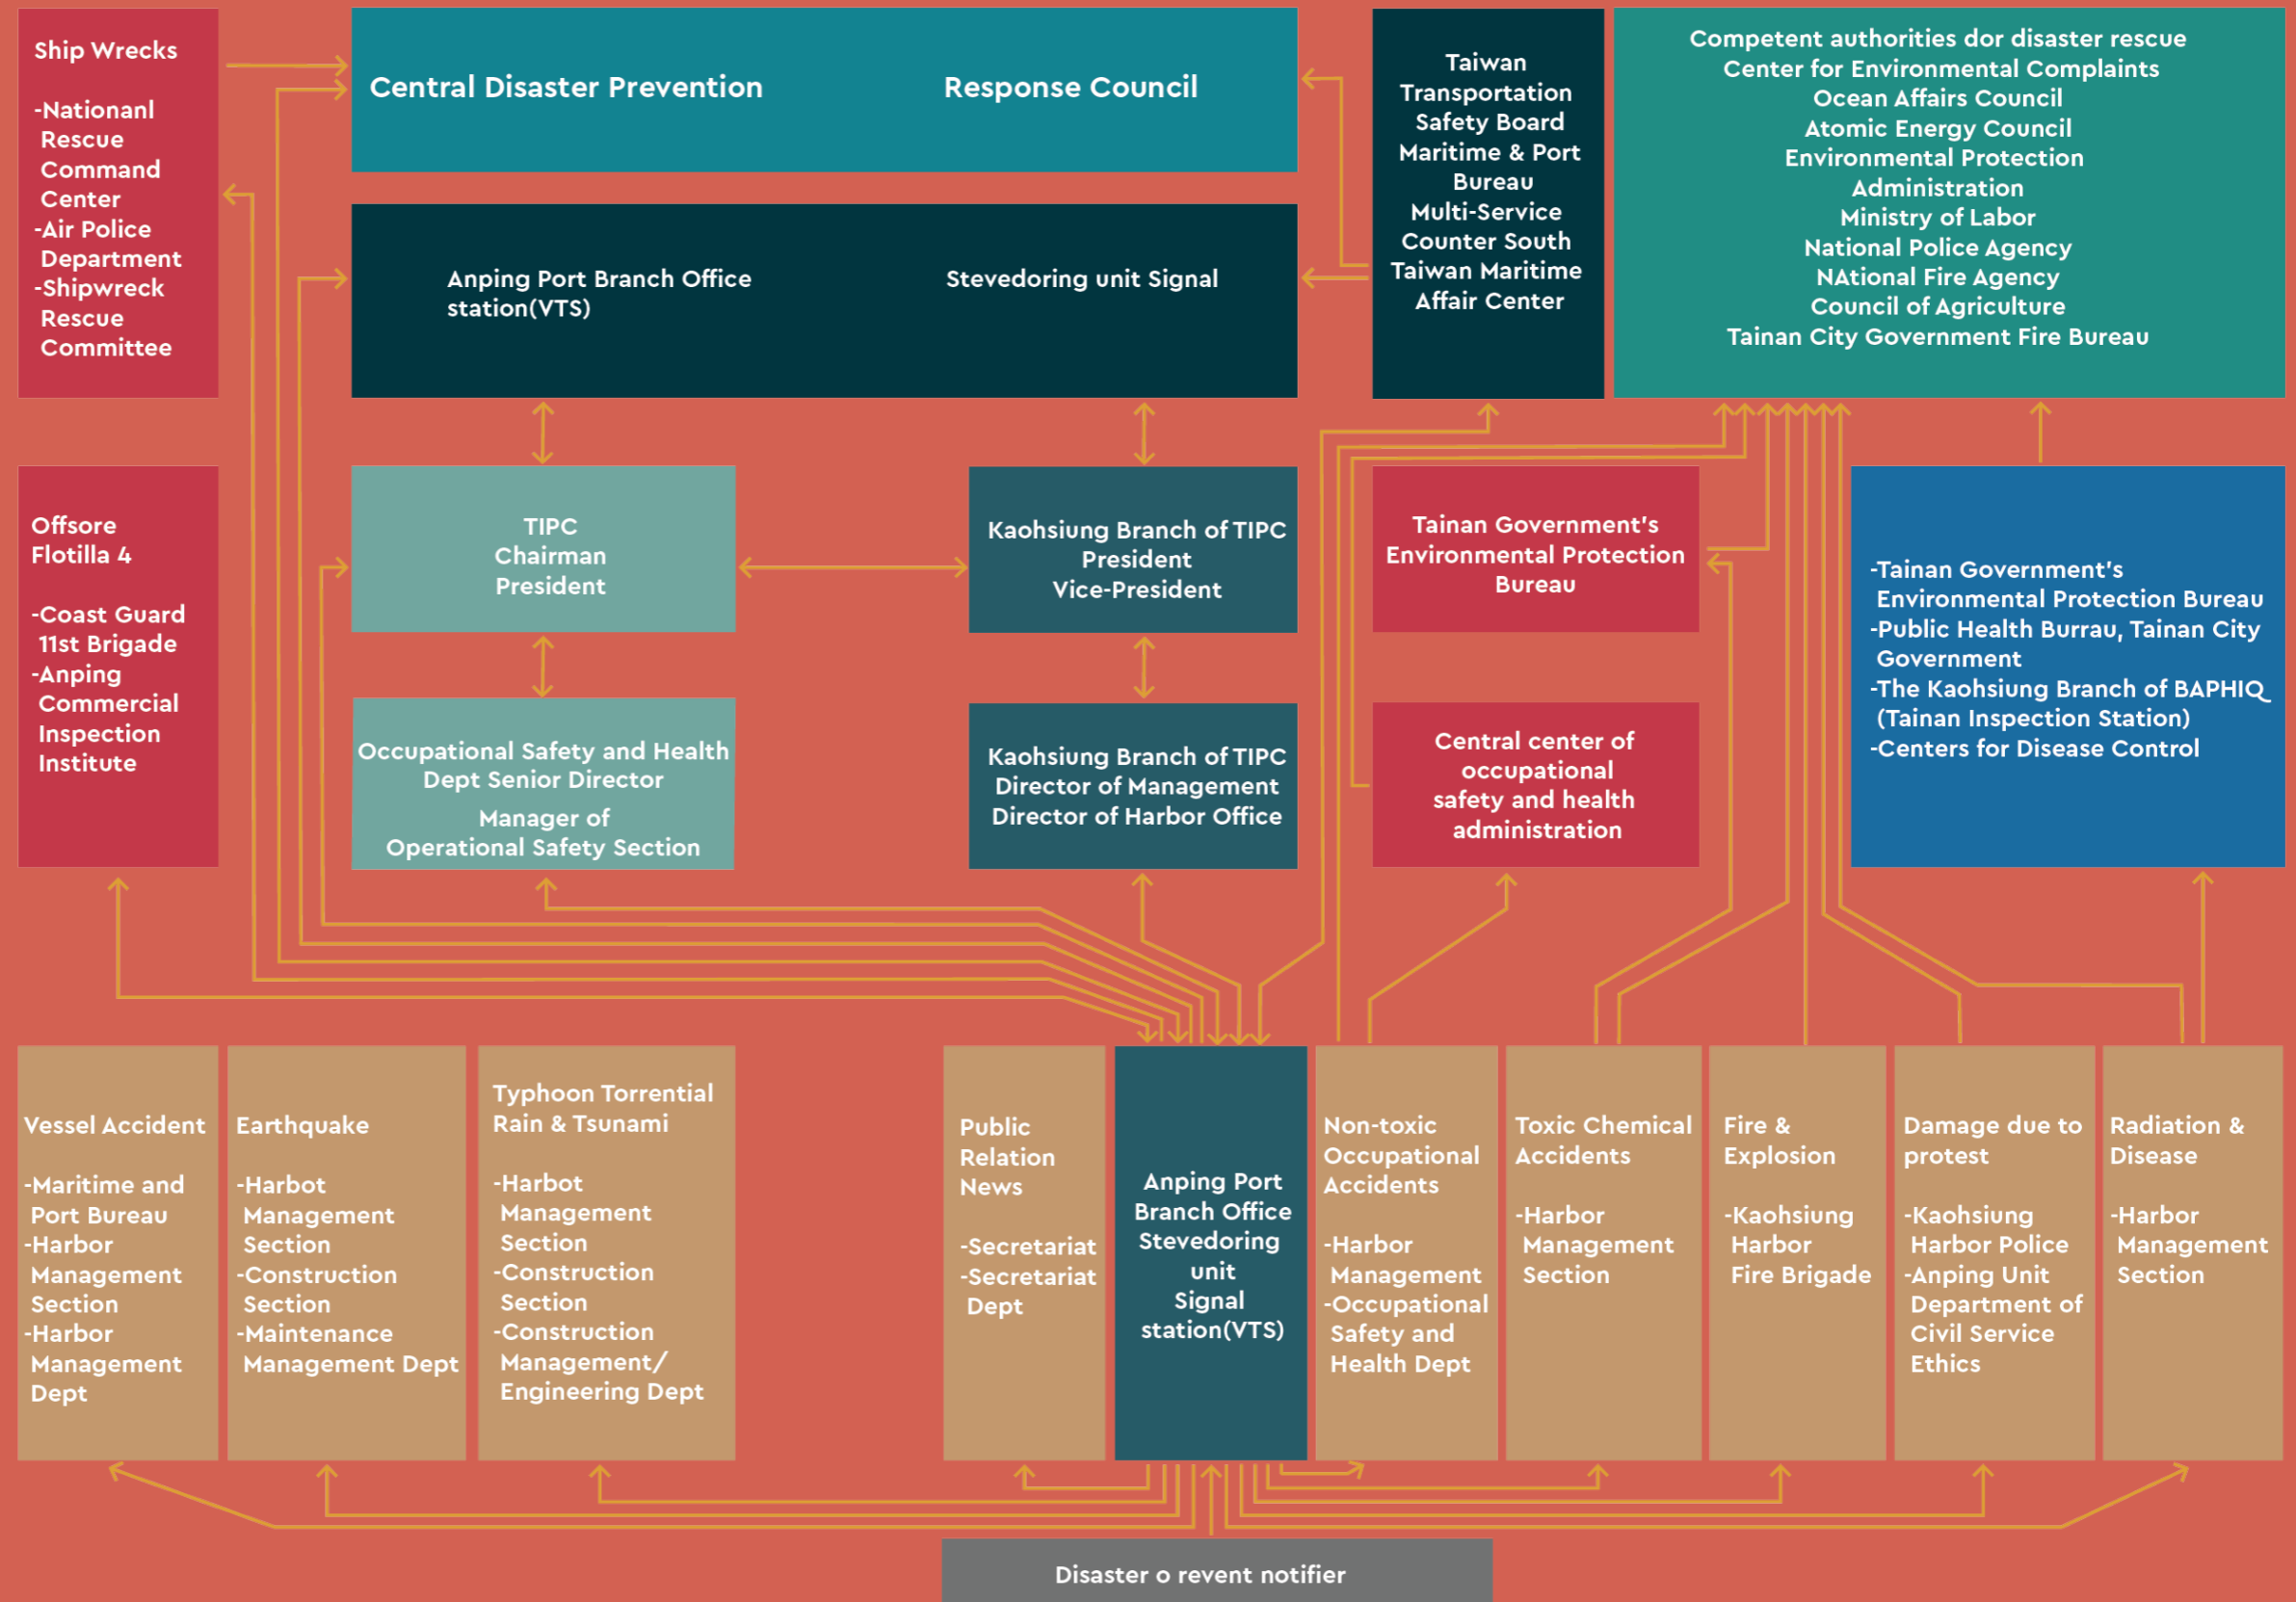 Ship Wrecks
-Nationanl
Rescue
Command
Center
-Air Police
Department
-Shipwreck
Rescue
Committee
Central Disaster Prevention
Response Council
Anping Port Branch Office
station(VTS)
Stevedoring unit Signal
Taiwan
Transportation
Safety Board
Maritime & Port
Bureau
Multi-Service
Counter South
Taiwan Maritime
Affair Center
Competent authorities dor disaster rescue
Center for Environmental Complaints
Ocean Affairs Council
Atomic Energy Council
Environmental Protection
Administration
Ministry of Labor
National Police Agency
NAtional Fire Agency
Council of Agriculture
Tainan City Government Fire Bureau
Offsore
Flotilla 4
-Coast Guard
11st Brigade
-Anping
Commercial
Inspection
Institute
TIPC
Chairman
President
Kaohsiung Branch of TIPC
President
Vice-President
Tainan Government's
Environmental Protection
Bureau
-Tainan Government's
Environmental Protection Bureau
-Public Health Burrau, Tainan City
Government
-The Kaohsiung Branch of BAPHIQ
(Tainan Inspection Station)
-Centers for Disease Control
Occupational Safety and Health
Dept Senior Director
Manager of
Operational Safety Section
Kaohsiung Branch of TIPC
Director of Management
Director of Harbor Office
Central center of
occupational
safety and health
administration
Vessel Accident
-Maritime and
Port Bureau
-Harbor
Management
Section
-Harbor
Management
Dept
Earthquake
-Harbot
Management
Section
-Construction
Section
-Maintenance
Management Dept
Typhoon Torrential
Rain & Tsunami
-Harbot
Management
Section
-Construction
Section
-Construction
Management/
Engineering Dept
Public
Relation
News
-Secretariat
-Secretariat
Dept
Anping Port
Branch Office
Stevedoring
unit
Signal
station(VTS)
Non-toxic
Occupational
Accidents
-Harbor
Management
-Occupational
Safety and
Health Dept
Toxic Chemical
Accidents
-Harbor
Management
Section
Fire &
Explosion
-Kaohsiung
Harbor
Fire Brigade
Damage due to
protest
-Kaohsiung
Harbor Police
-Anping Unit
Department of
Civil Service
Ethics
Radiation &
Disease
-Harbor
Management
Section
Disaster o revent notifier